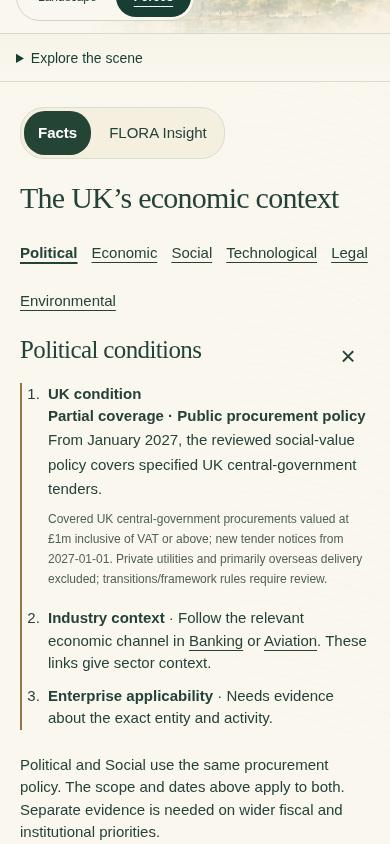 Landscape Forces
▶ Explore the scene
Facts FLORA Insight
The UK’s economic context
Political Economic Social Technological Legal
Environmental
Political conditions ✕
1. UK condition
Partial coverage · Public procurement policy
From January 2027, the reviewed social-value
policy covers specified UK central-government
tenders.
Covered UK central-government procurements valued at
£1m inclusive of VAT or above; new tender notices from
2027-01-01. Private utilities and primarily overseas delivery
excluded; transitions/framework rules require review.
2. Industry context · Follow the relevant
economic channel in Banking or Aviation. These
links give sector context.
3. Enterprise applicability · Needs evidence
about the exact entity and activity.
Political and Social use the same procurement
policy. The scope and dates above apply to both.
Separate evidence is needed on wider fiscal and
institutional priorities.